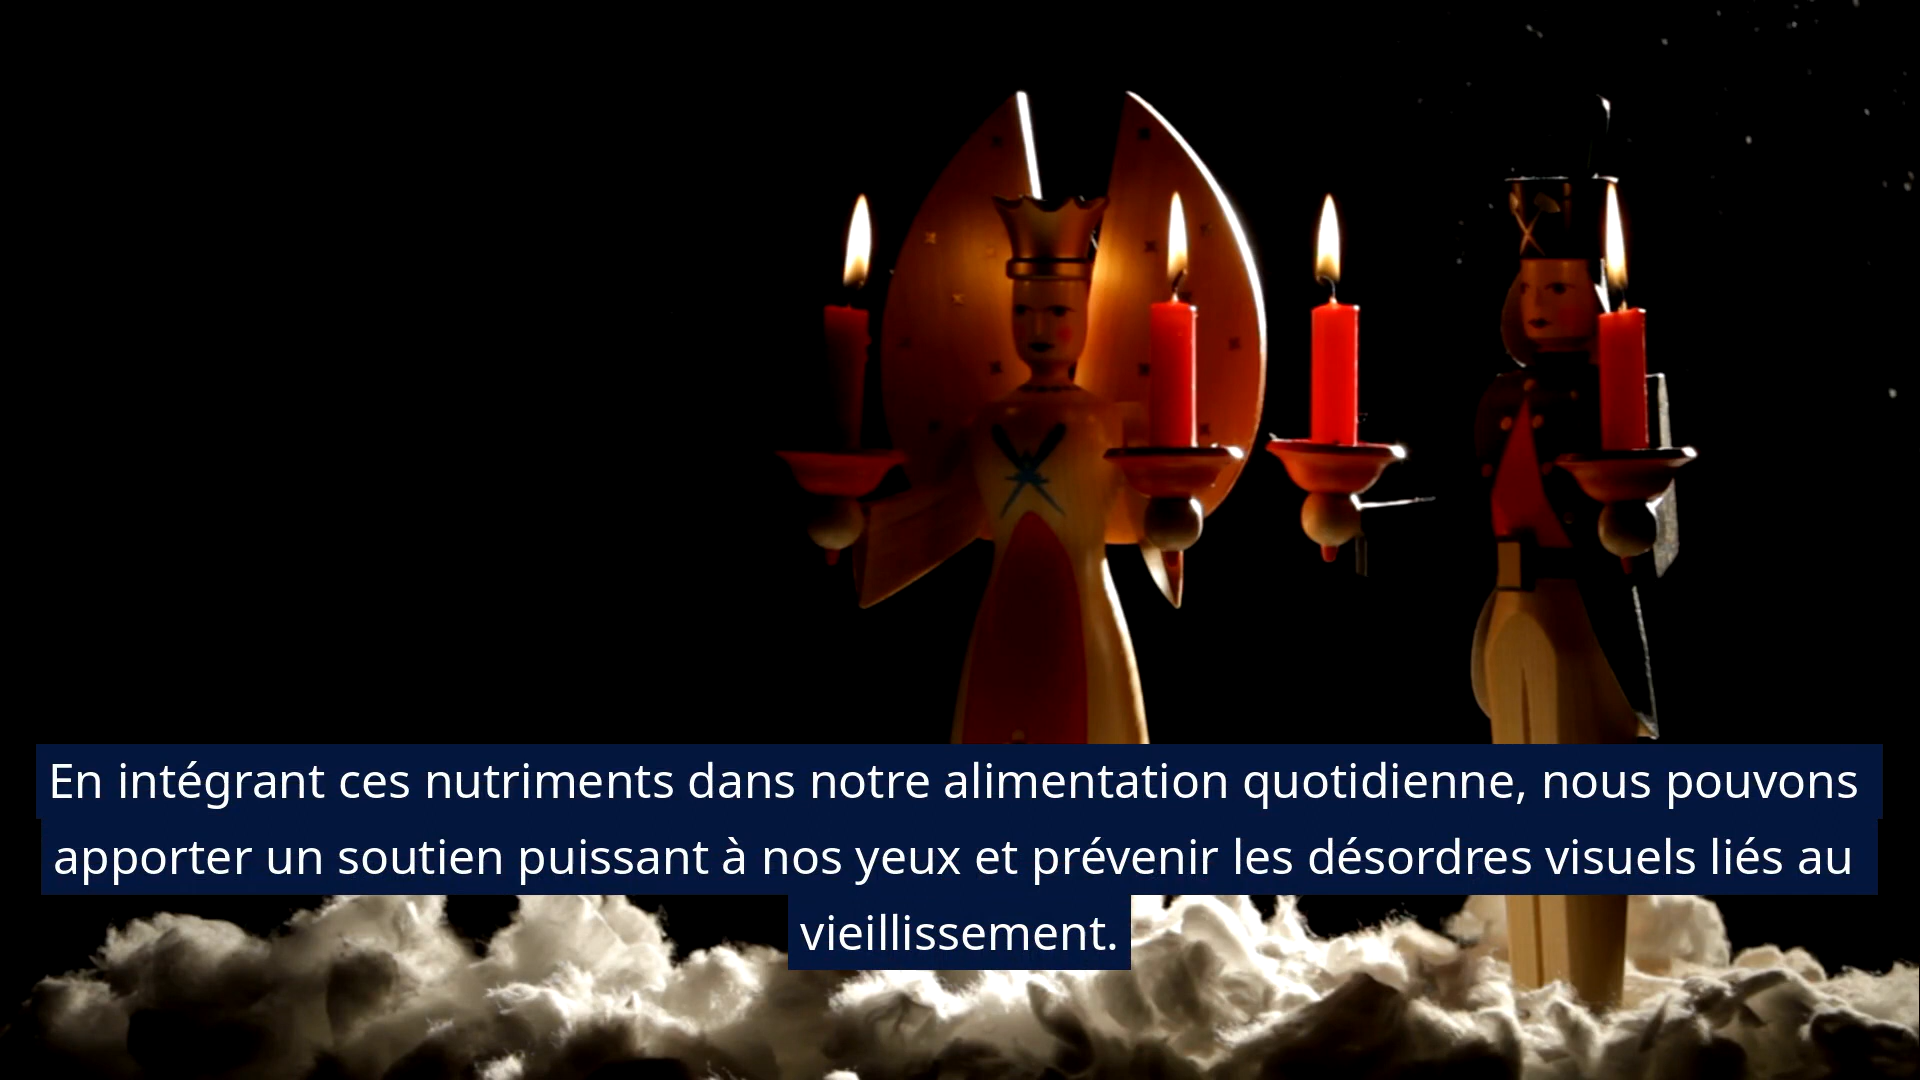 En intégrant ces nutriments dans notre alimentation quotidienne, nous pouvons
apporter un soutien puissant à nos yeux et prévenir les désordres visuels liés au
vieillissement.